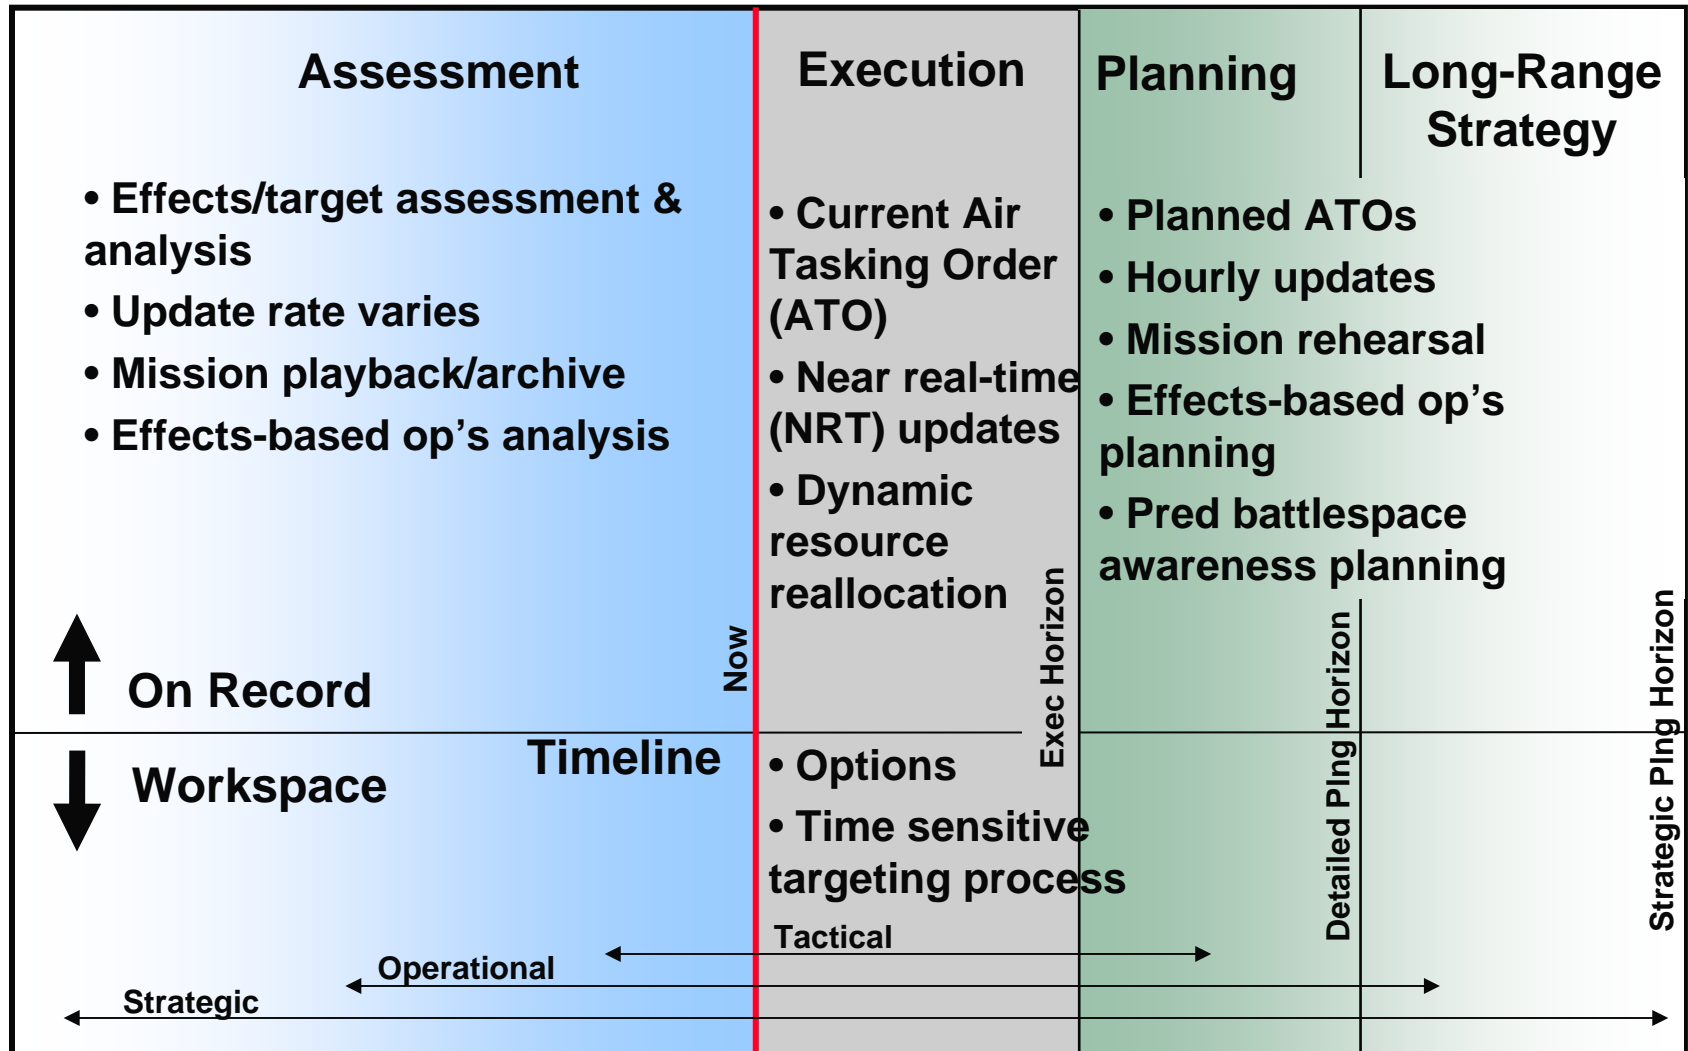 Assessment
Execution
Planning
Long-Range
Strategy
• Effects/target assessment &
analysis
• Update rate varies
• Mission playback/archive
• Effects-based op’s analysis
• Current Air
Tasking Order
(ATO)
• Near real-time
(NRT) updates
• Dynamic
resource
reallocation
• Planned ATOs
• Hourly updates
• Mission rehearsal
• Effects-based op’s
planning
• Pred battlespace
awareness planning
Now
Exec Horizon
Detailed Plng Horizon
Strategic Plng Horizon
On Record
Timeline
Workspace
• Options
• Time sensitive
targeting process
Tactical
Operational
Strategic